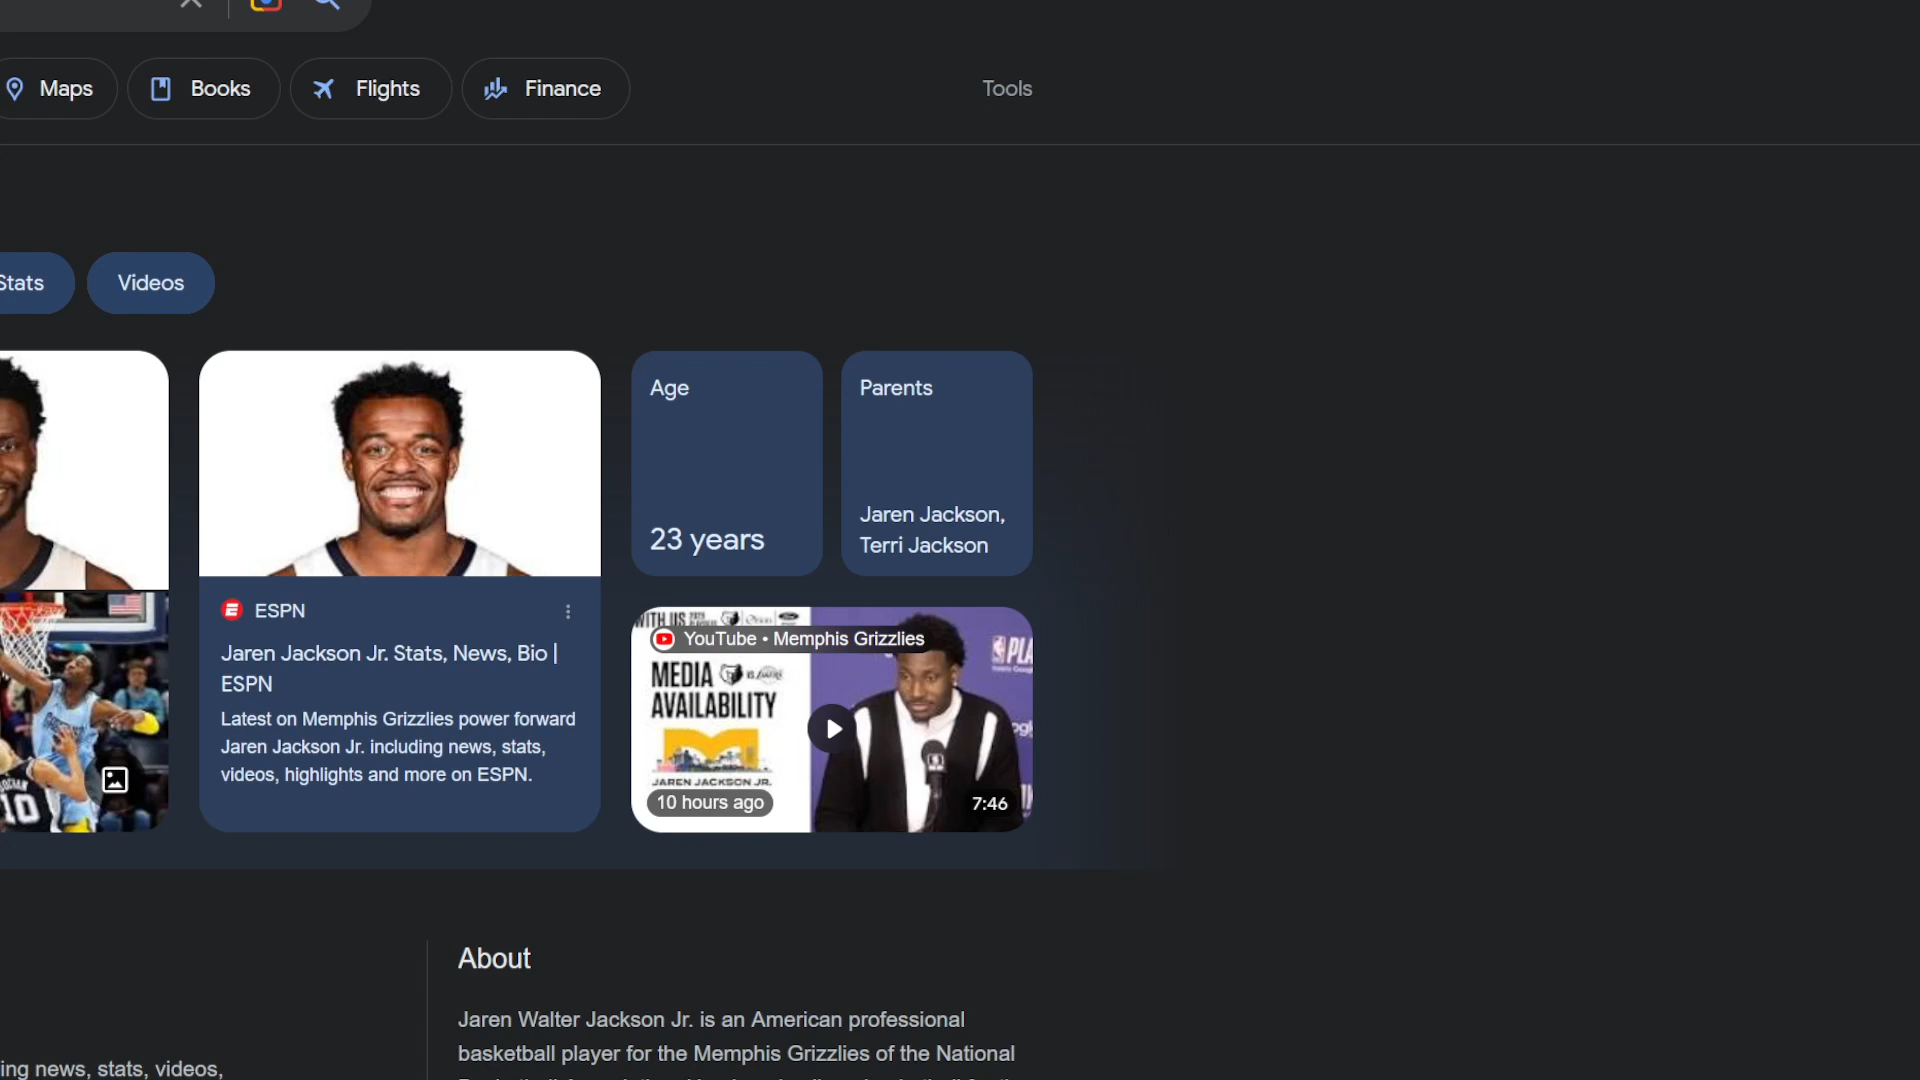 Maps
Books
Flights
Finance
Tools
Stats
Videos
Age
23 years
Parents
Jaren Jackson,
Terri Jackson
ESPN
Jaren Jackson Jr. Stats, News, Bio |
ESPN
Latest on Memphis Grizzlies power forward
Jaren Jackson Jr. including news, stats,
videos, highlights and more on ESPN.
10
WITH US
YouTube • Memphis Grizzlies
MEDIA
AVAILABILITY
JAREN JACKSON JR.
10 hours ago
7:46
About
Jaren Walter Jackson Jr. is an American professional
basketball player for the Memphis Grizzlies of the National
ing news, stats, videos,